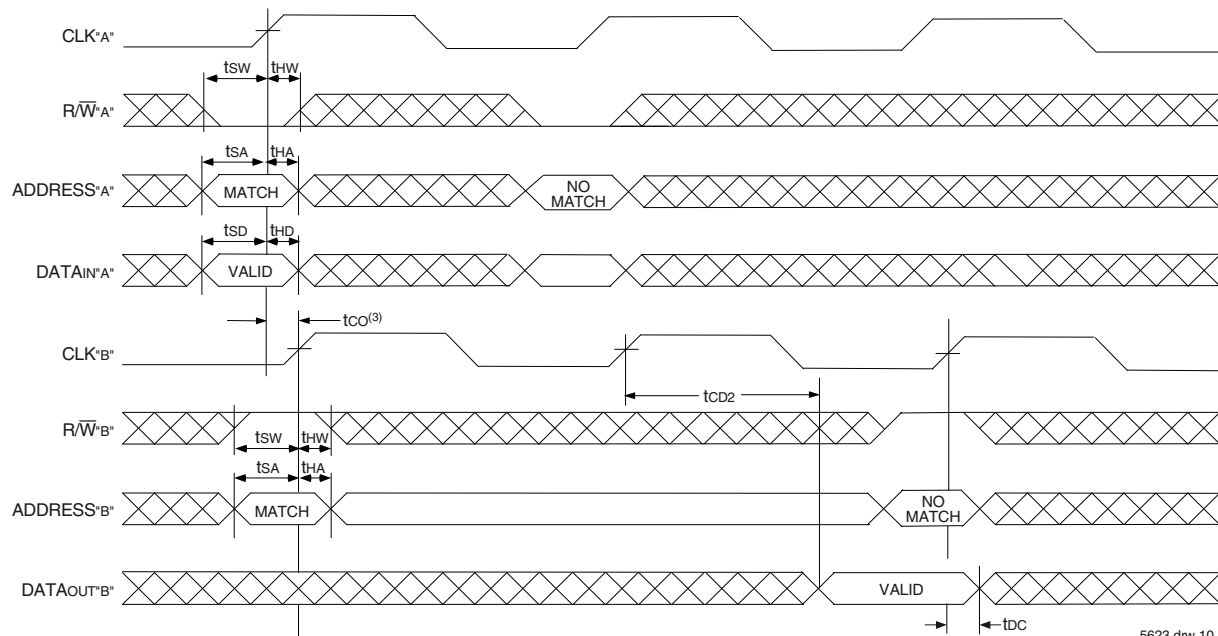 CLK"A"
tSW tHW
R/W̅"A"
tSA tHA
ADDRESS"A" MATCH NO MATCH
tSD tHD
DATAIN"A" VALID
tCO(3)
CLK"B"
tCD2
R/W̅"B"
tSW tHW
tSA tHA
ADDRESS"B" MATCH NO MATCH
DATAOUT"B" VALID
tDC
5623 drw 10